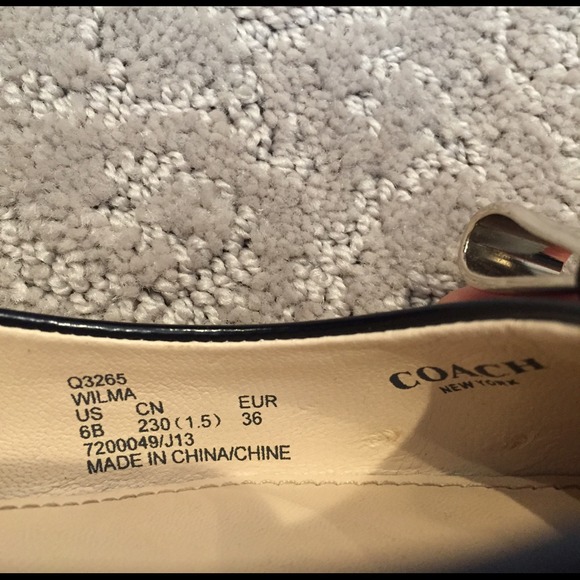 Q3265
WILMA
US CN EUR
6B 230(1.5) 36
7200049/J13
MADE IN CHINA/CHINE
COACH
NEW YORK